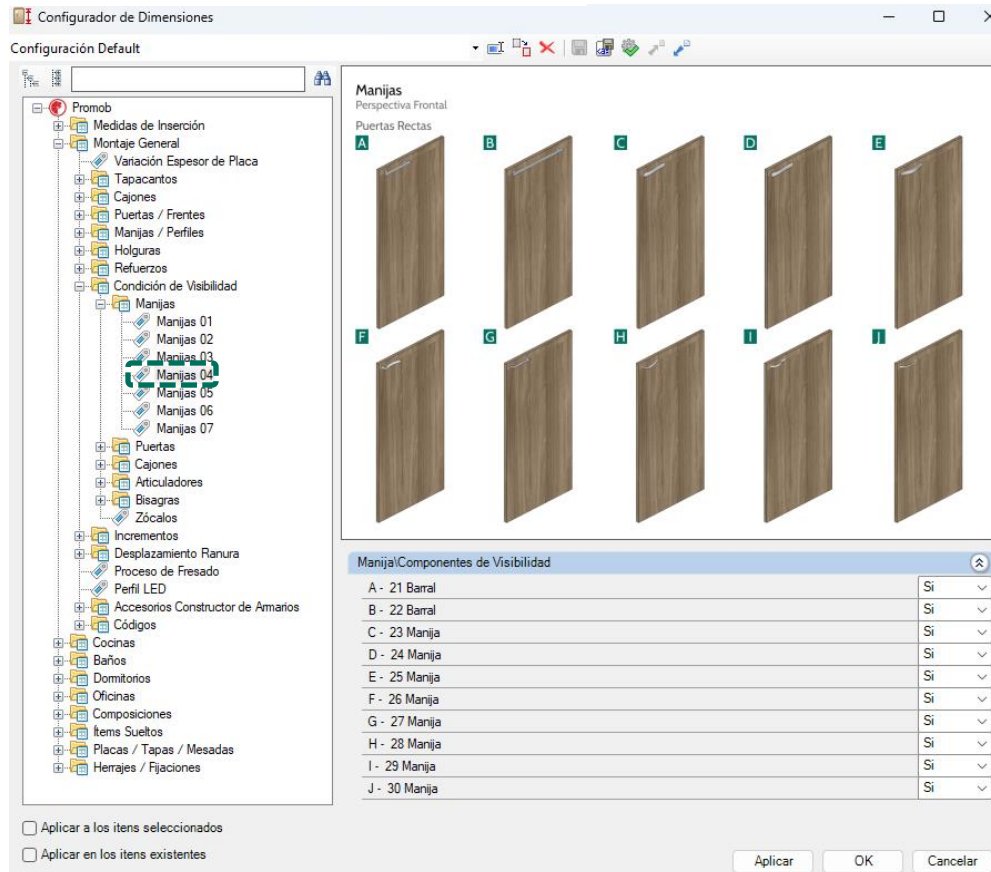 Configurador de Dimensiones
Configuración Default
Promob
Medidas de Inserción
Montaje General
Variación Espesor de Placa
Tapacantos
Cajones
Puertas / Frentes
Manijas / Perfiles
Holguras
Refuerzos
Condición de Visibilidad
Manijas
Manijas 01
Manijas 02
Manijas 03
Manijas 04
Manijas 05
Manijas 06
Manijas 07
Puertas
Cajones
Articuladores
Bisagras
Zócalos
Incrementos
Desplazamiento Ranura
Proceso de Fresado
Perfil LED
Accesorios Constructor de Armarios
Códigos
Cocinas
Baños
Dormitorios
Oficinas
Composiciones
Ítems Sueltos
Placas / Tapas / Mesadas
Herrajes / Fijaciones
Manijas
Perspectiva Frontal
Puertas Rectas
A B C D E
F G H I J
Manija\Componentes de Visibilidad
A - 21 Barral Si
B - 22 Barral Si
C - 23 Manija Si
D - 24 Manija Si
E - 25 Manija Si
F - 26 Manija Si
G - 27 Manija Si
H - 28 Manija Si
I - 29 Manija Si
J - 30 Manija Si
Aplicar a los itens seleccionados
Aplicar en los itens existentes
Aplicar OK Cancelar